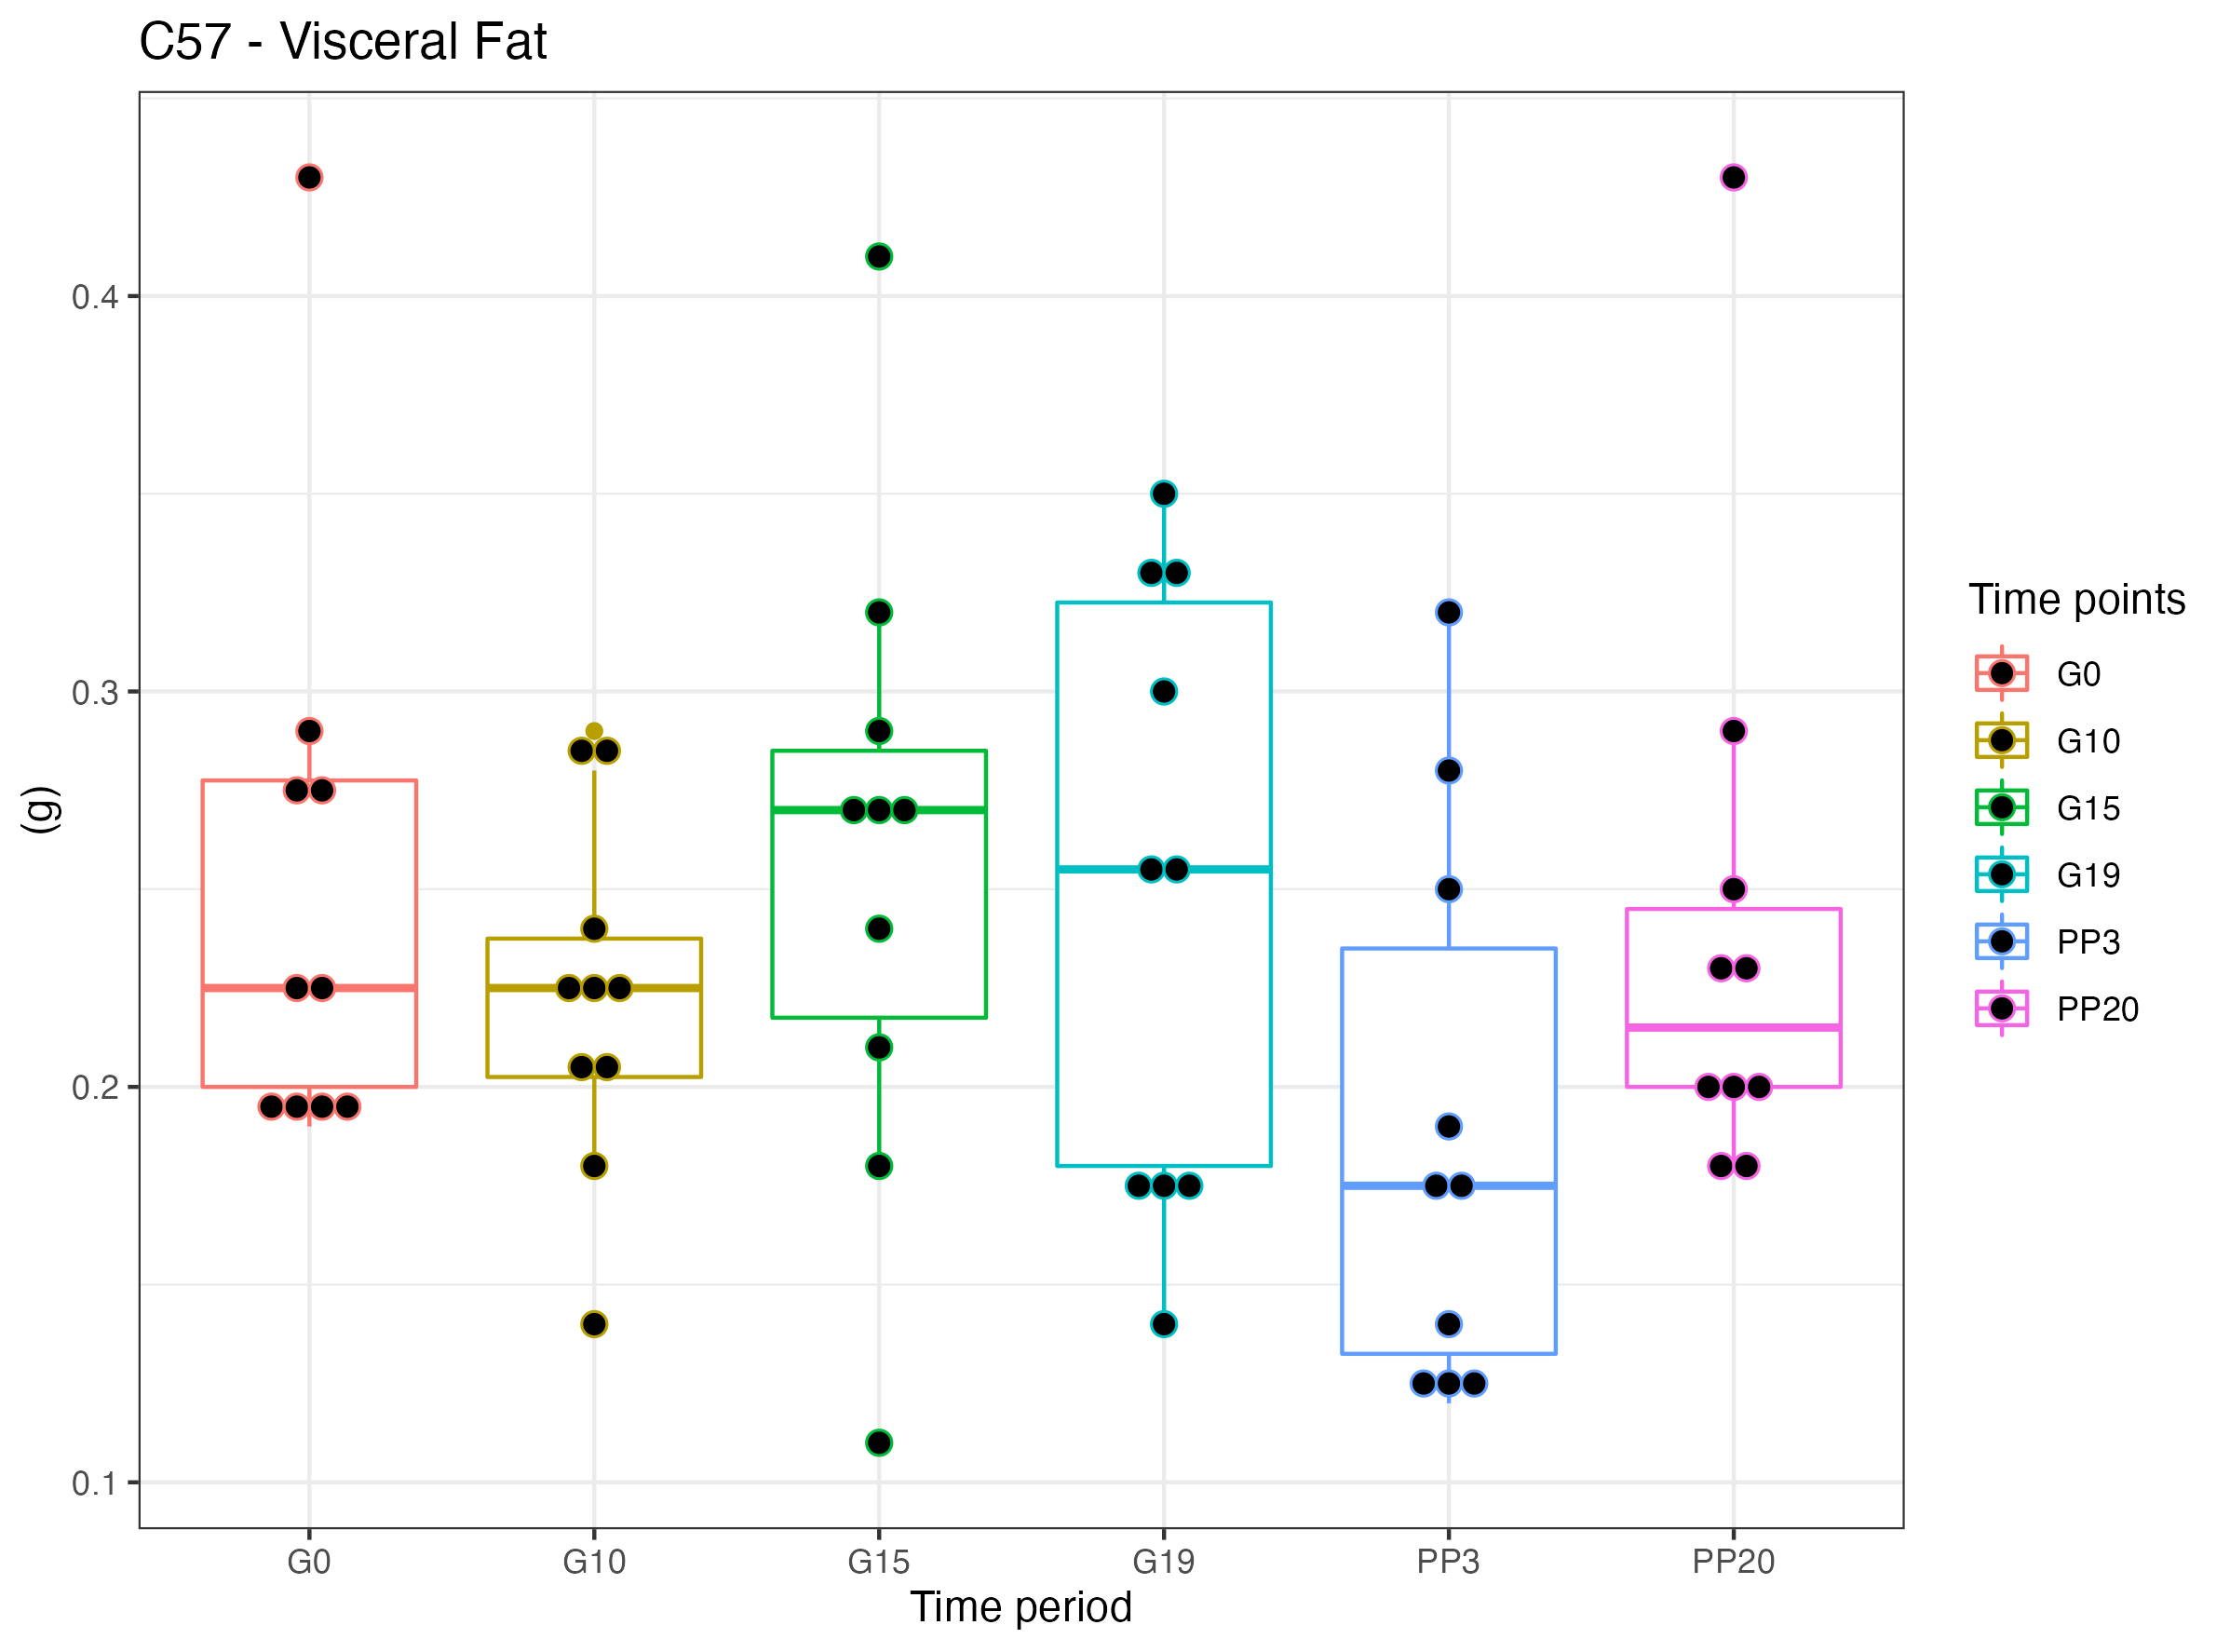 C57 - Visceral Fat
(g)
0.4
0.3
0.2
0.1
G0 G10 G15 G19 PP3 PP20
Time period
Time points
G0
G10
G15
G19
PP3
PP20